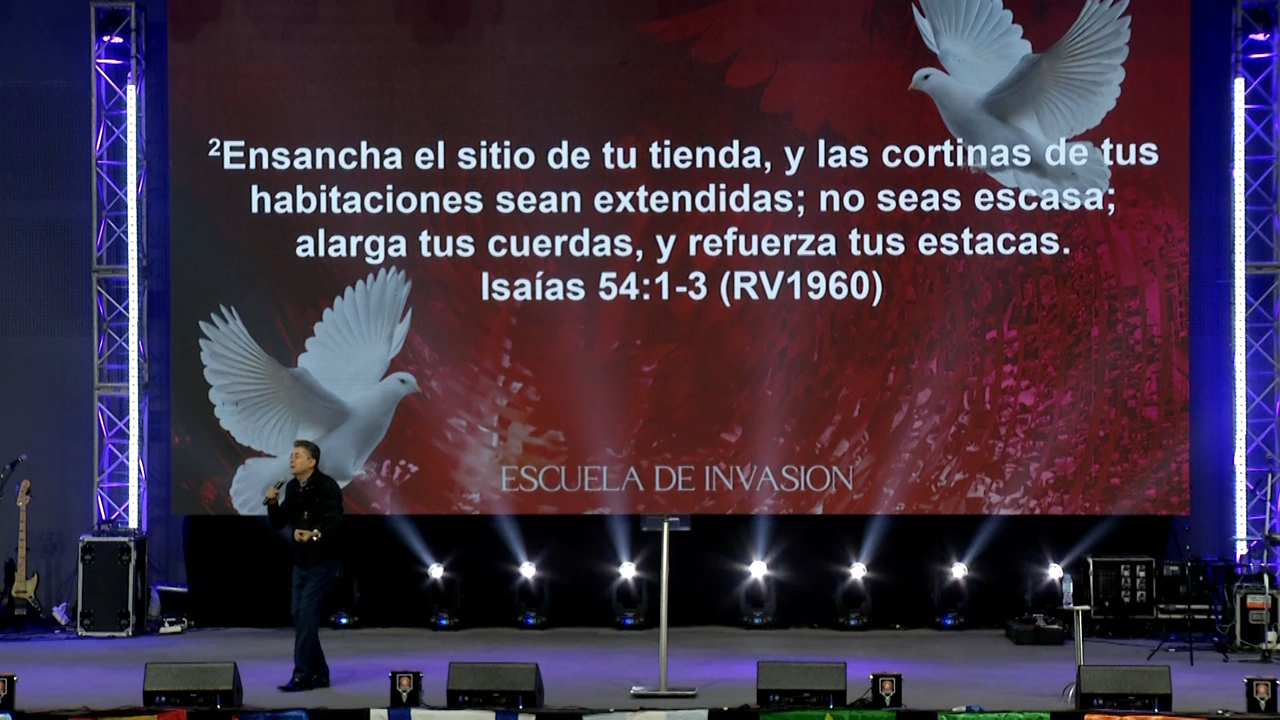 ²Ensancha el sitio de tu tienda, y las cortinas de tus
habitaciones sean extendidas; no seas escasa;
alarga tus cuerdas, y refuerza tus estacas.
Isaías 54:1-3 (RV1960)
ESCUELA DE INVASION